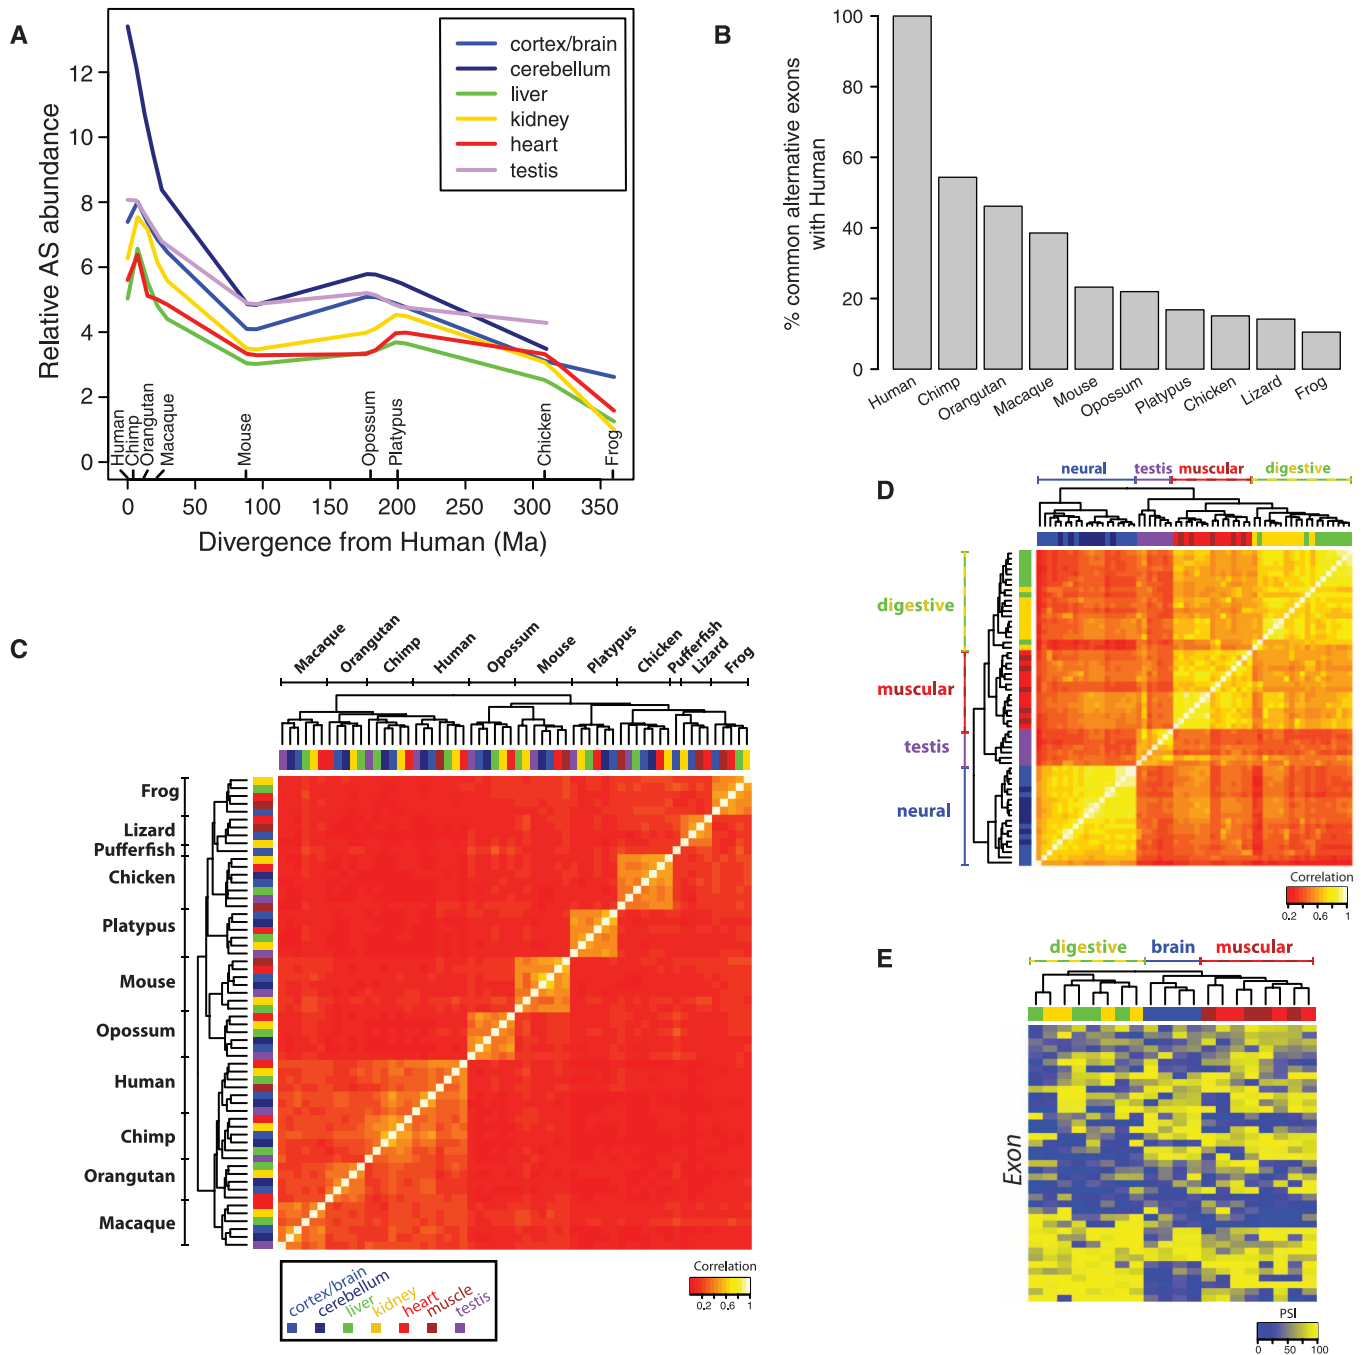 A
Relative AS abundance
12
10
8
6
4
2
0
cortex/brain
cerebellum
liver
kidney
heart
testis
Human
Chimp
Orangutan
Macaque
Mouse
Opossum
Platypus
Chicken
Frog
0 50 100 150 200 250 300 350
Divergence from Human (Ma)
B
% common alternative exons
with Human
100
80
60
40
20
0
Human Chimp Orangutan Macaque Mouse Opossum Platypus Chicken Lizard Frog
C
Macaque Orangutan Chimp Human Opossum Mouse Platypus Chicken Pufferfish Lizard Frog
Frog
Lizard
Pufferfish
Chicken
Platypus
Mouse
Opossum
Human
Chimp
Orangutan
Macaque
cortex/brain cerebellum liver kidney heart muscle testis
Correlation
0.2 0.6 1
D
neural testis muscular digestive
digestive
muscular
testis
neural
Correlation
0.2 0.6 1
E
digestive brain muscular
Exon
PSI
0 50 100